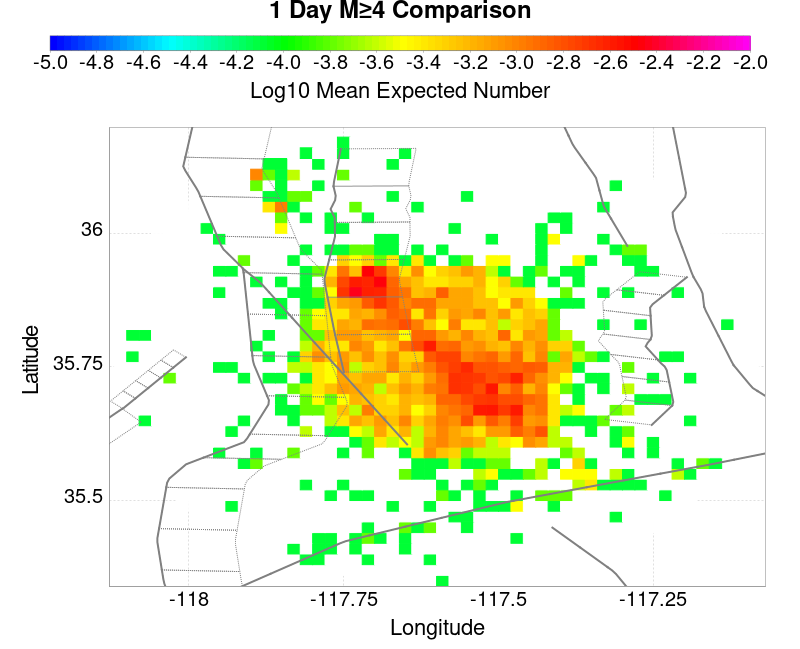 1 Day M≥4 Comparison
-5.0 -4.8 -4.6 -4.4 -4.2 -4.0 -3.8 -3.6 -3.4 -3.2 -3.0 -2.8 -2.6 -2.4 -2.2 -2.0
Log10 Mean Expected Number
36
35.75
35.5
Latitude
-118 -117.75 -117.5 -117.25
Longitude